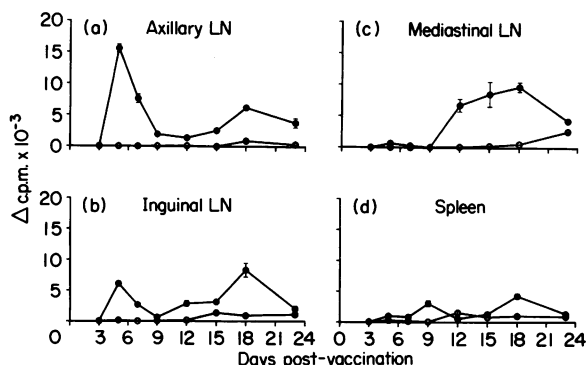 (a) Axillary LN
(c) Mediastinal LN
20
15
10
5
0
Δ c.p.m. x 10⁻³
(b) Inguinal LN
(d) Spleen
20
15
10
5
0
0 3 6 9 12 15 18 21 24
0 3 6 9 12 15 18 21 24
Days post-vaccination